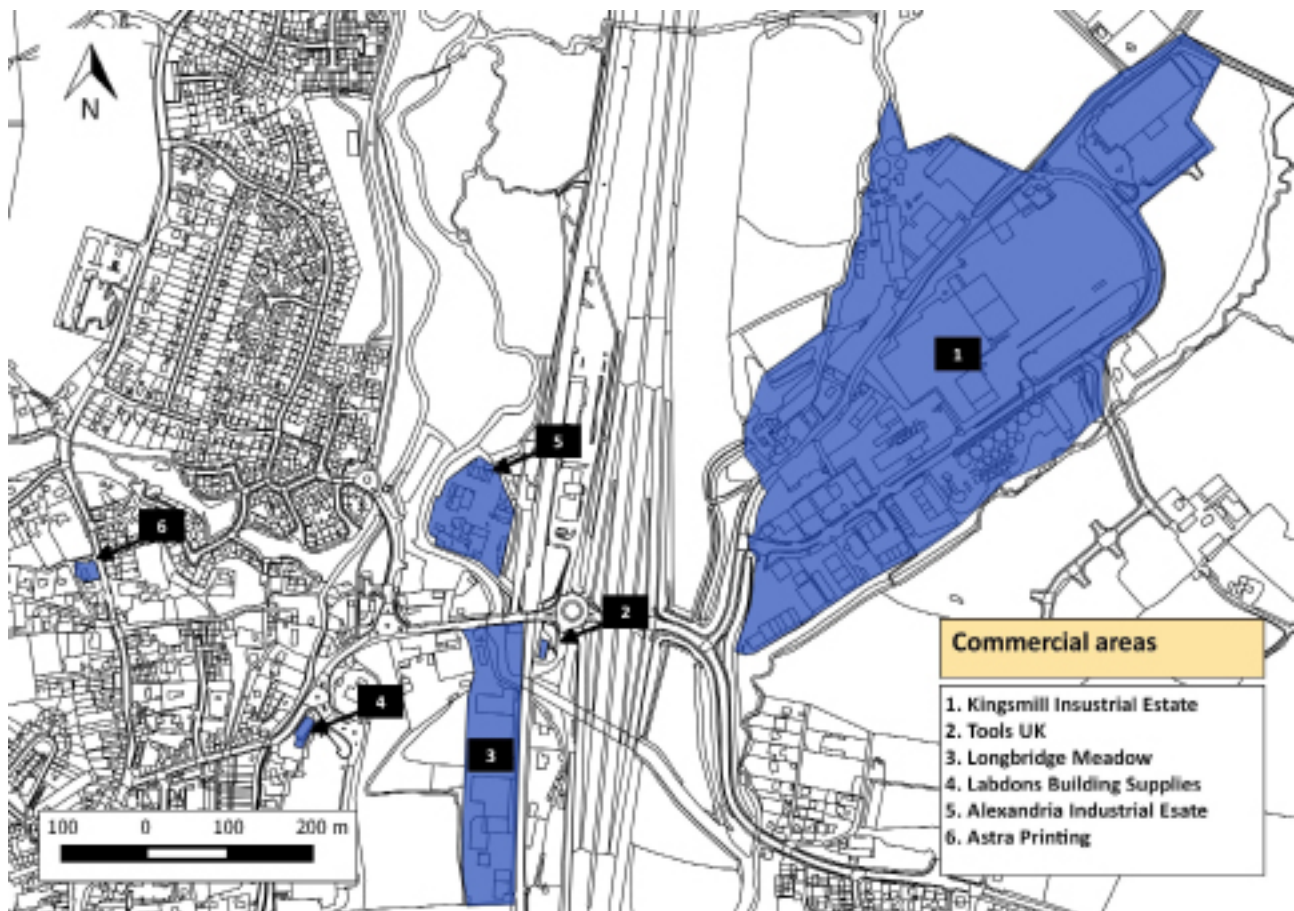 N
1
5
6
2
4
3
Commercial areas
1. Kingsmill Insustrial Estate
2. Tools UK
3. Longbridge Meadow
4. Labdons Building Supplies
5. Alexandria Industrial Esate
6. Astra Printing
100 0 100 200 m